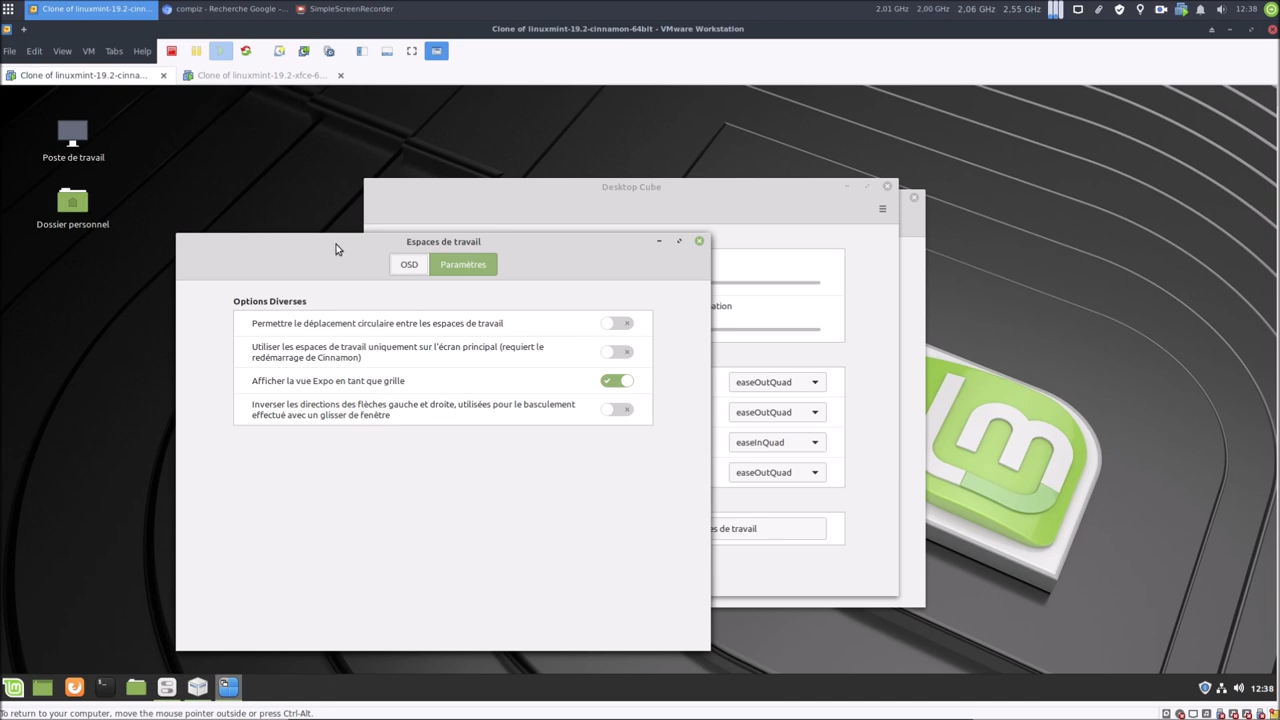 Clone of linuxmint-19.2-cinn...
compiz - Recherche Google –...
SimpleScreenRecorder
2.01 GHz 2.00 GHz 2.06 GHz 2.55 GHz
12:38
Clone of linuxmint-19.2-cinnamon-64bit - VMware Workstation
File Edit View VM Tabs Help
Clone of linuxmint-19.2-cinna...
Clone of linuxmint-19.2-xfce-6...
Poste de travail
Dossier personnel
Desktop Cube
Espaces de travail
OSD Paramètres
Options Diverses
Permettre le déplacement circulaire entre les espaces de travail
Utiliser les espaces de travail uniquement sur l'écran principal (requiert le
redémarrage de Cinnamon)
Afficher la vue Expo en tant que grille
Inverser les directions des flèches gauche et droite, utilisées pour le basculement
effectué avec un glisser de fenêtre
ation
easeOutQuad
easeOutQuad
easeInQuad
easeOutQuad
es de travail
12:38
To return to your computer, move the mouse pointer outside or press Ctrl-Alt.